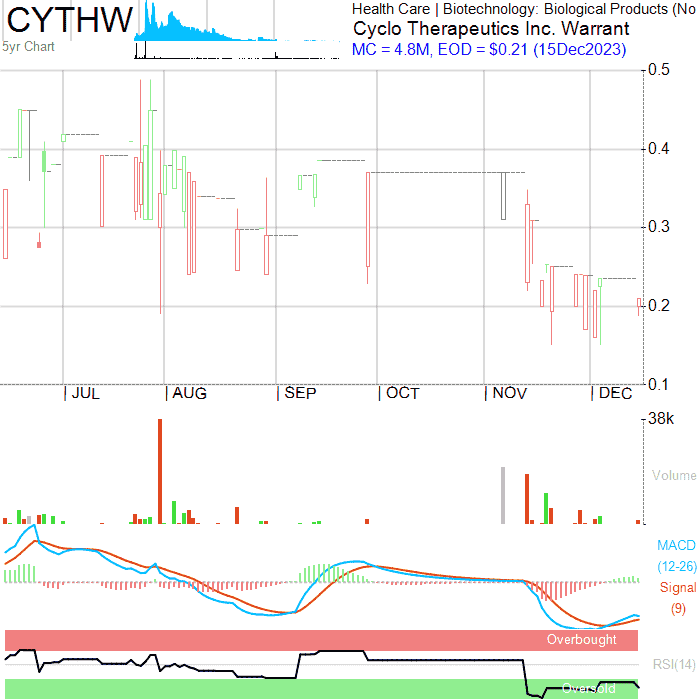 CYTHW
5yr Chart
Health Care | Biotechnology: Biological Products (No
Cyclo Therapeutics Inc. Warrant
MC = 4.8M, EOD = $0.21 (15Dec2023)
0.5
0.4
0.3
0.2
0.1
| JUL | AUG | SEP | OCT | NOV | DEC
38k
Volume
MACD
(12-26)
Signal
(9)
Overbought
RSI(14)
Oversold